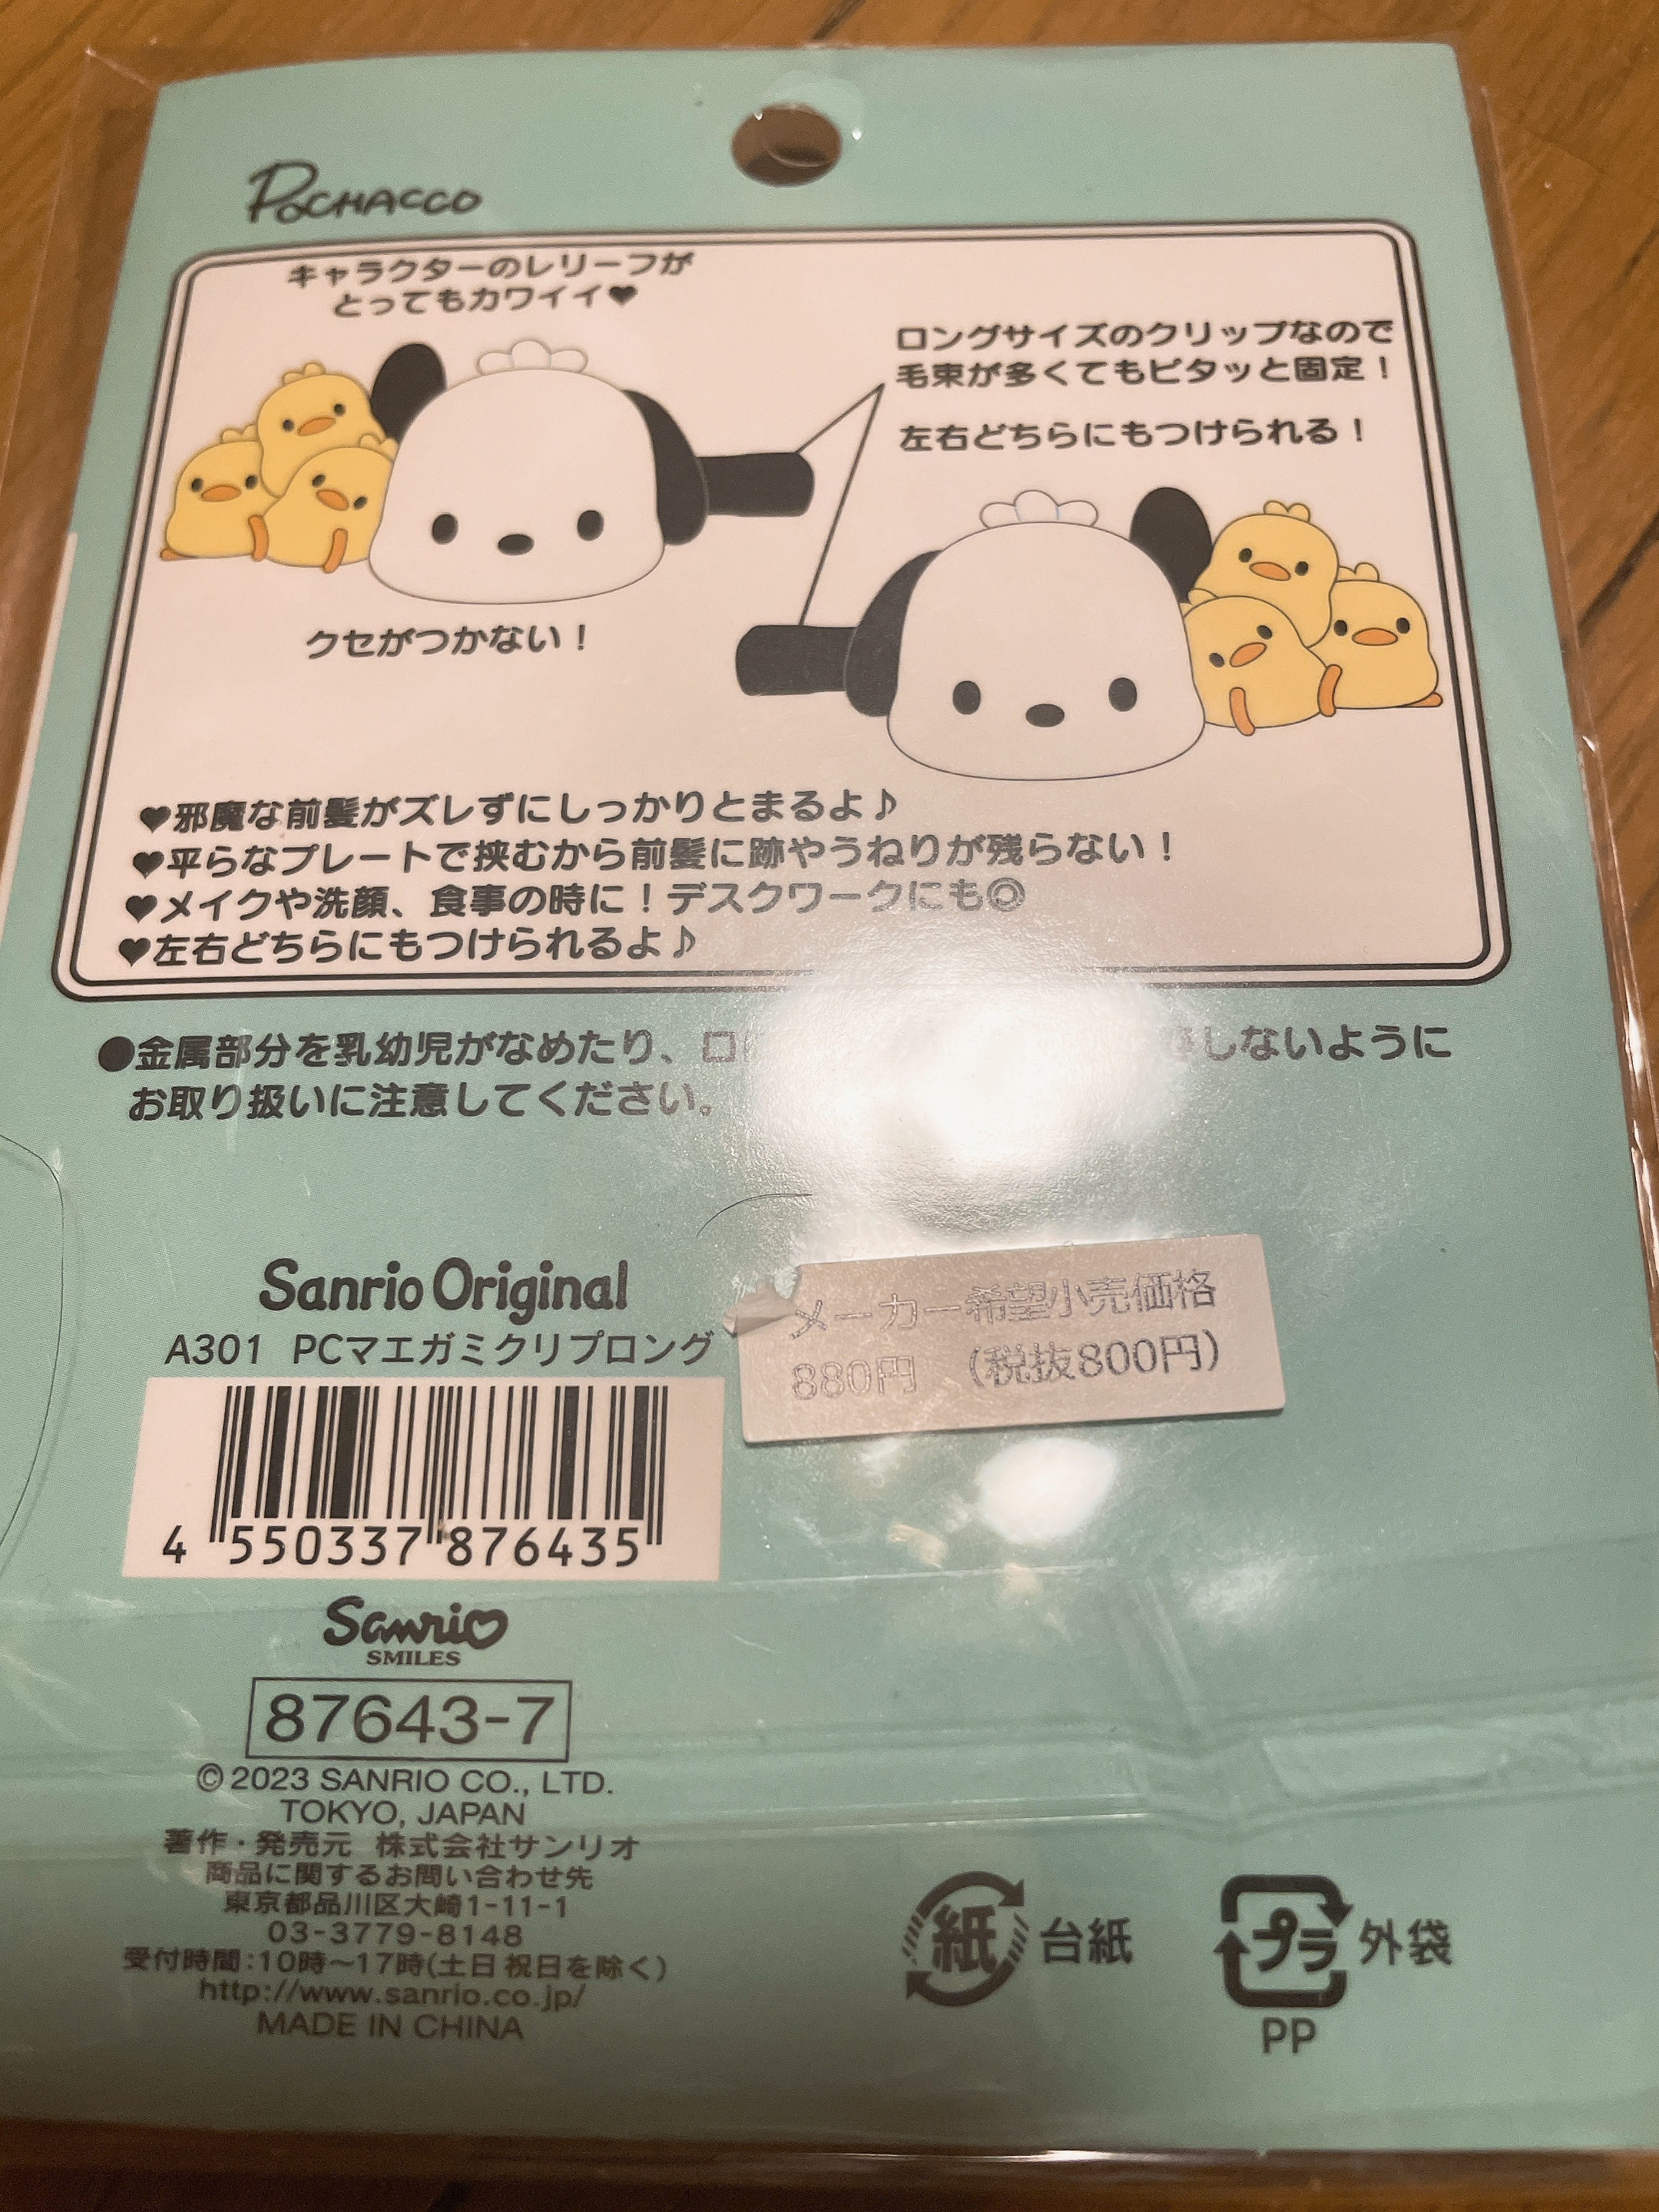 POCHACCO
キャラクターのレリーフが
とってもカワイイ♥
ロングサイズのクリップなので
毛束が多くてもピタッと固定！
左右どちらにもつけられる！
クセがつかない！
♥邪魔な前髪がズレずにしっかりとまるよ♪
♥平らなプレートで挟むから前髪に跡やうねりが残らない！
♥メイクや洗顔、食事の時に！デスクワークにも◎
♥左右どちらにもつけられるよ♪
●金属部分を乳幼児がなめたり、口 しないように
お取り扱いに注意してください。
Sanrio Original
A301 PCマエガミクリプロング
メーカー希望小売価格
880円 (税抜800円)
4 550337 876435
Sanrio
SMILES
87643-7
© 2023 SANRIO CO., LTD.
TOKYO, JAPAN
著作・発売元 株式会社サンリオ
商品に関するお問い合わせ先
東京都品川区大崎1-11-1
03-3779-8148
受付時間:10時～17時(土日祝日を除く)
http://www.sanrio.co.jp/
MADE IN CHINA
紙 台紙
プラ 外袋
PP